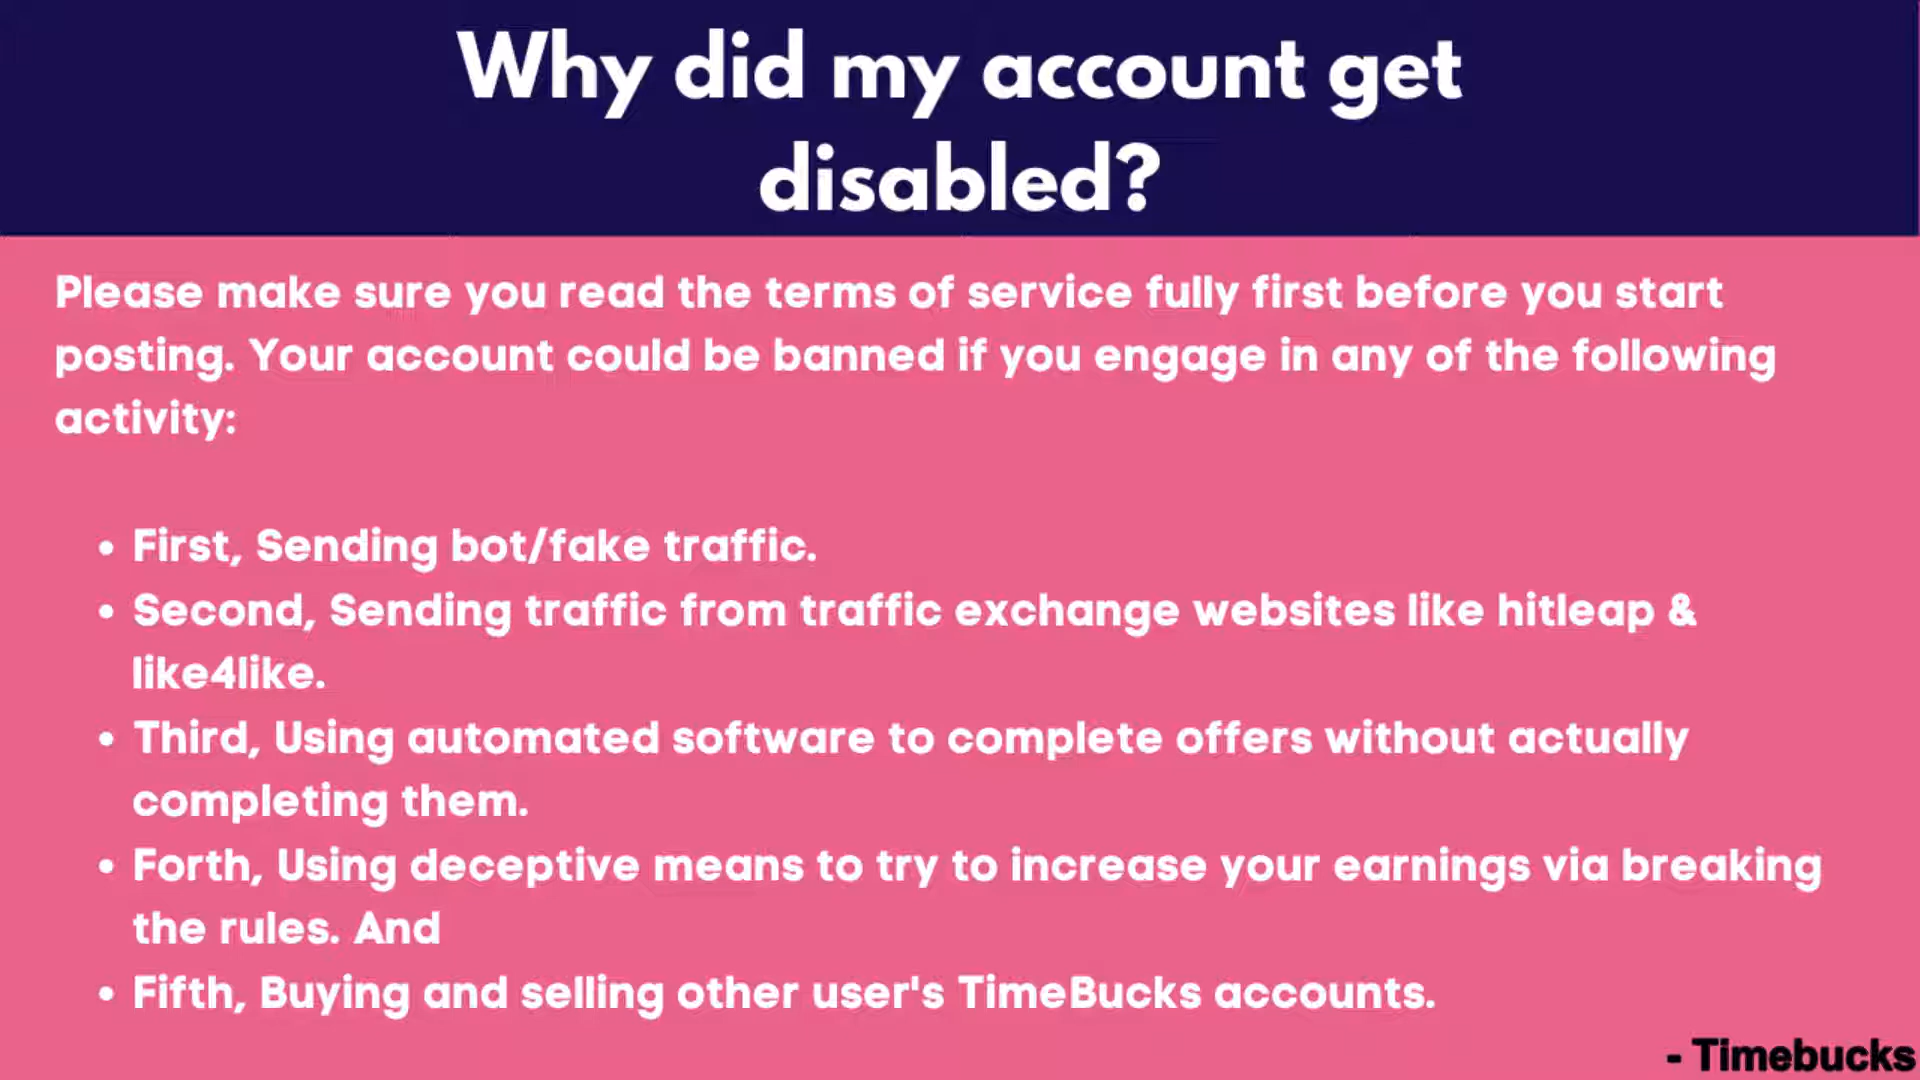 Why did my account get
disabled?
Please make sure you read the terms of service fully first before you start
posting. Your account could be banned if you engage in any of the following
activity:
• First, Sending bot/fake traffic.
• Second, Sending traffic from traffic exchange websites like hitleap &
like4like.
• Third, Using automated software to complete offers without actually
completing them.
• Forth, Using deceptive means to try to increase your earnings via breaking
the rules. And
• Fifth, Buying and selling other user's TimeBucks accounts.
- Timebucks